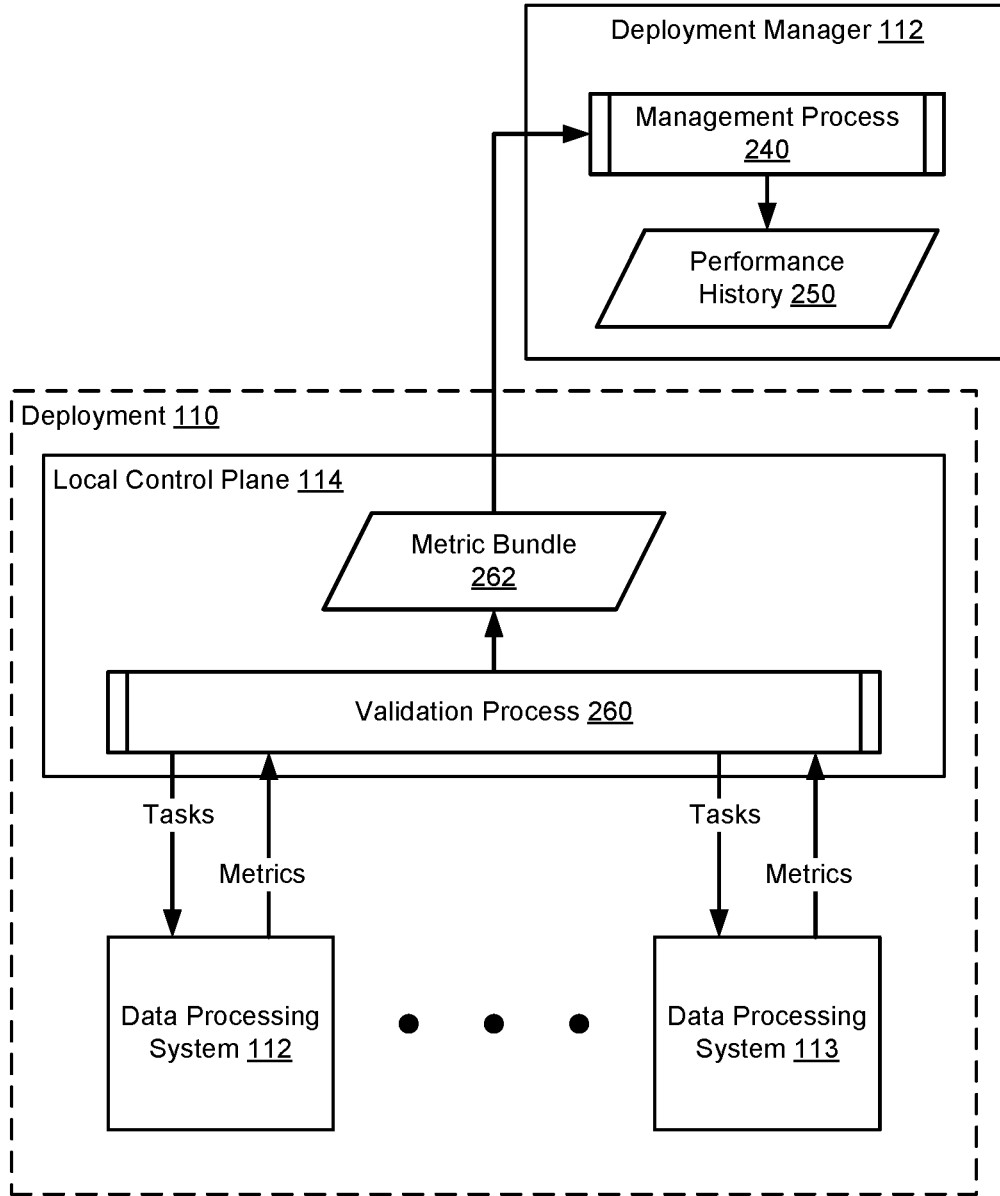 Deployment Manager 112
Management Process
240
Performance
History 250
Deployment 110
Local Control Plane 114
Metric Bundle
262
Validation Process 260
Tasks
Metrics
Tasks
Metrics
Data Processing
System 112
Data Processing
System 113